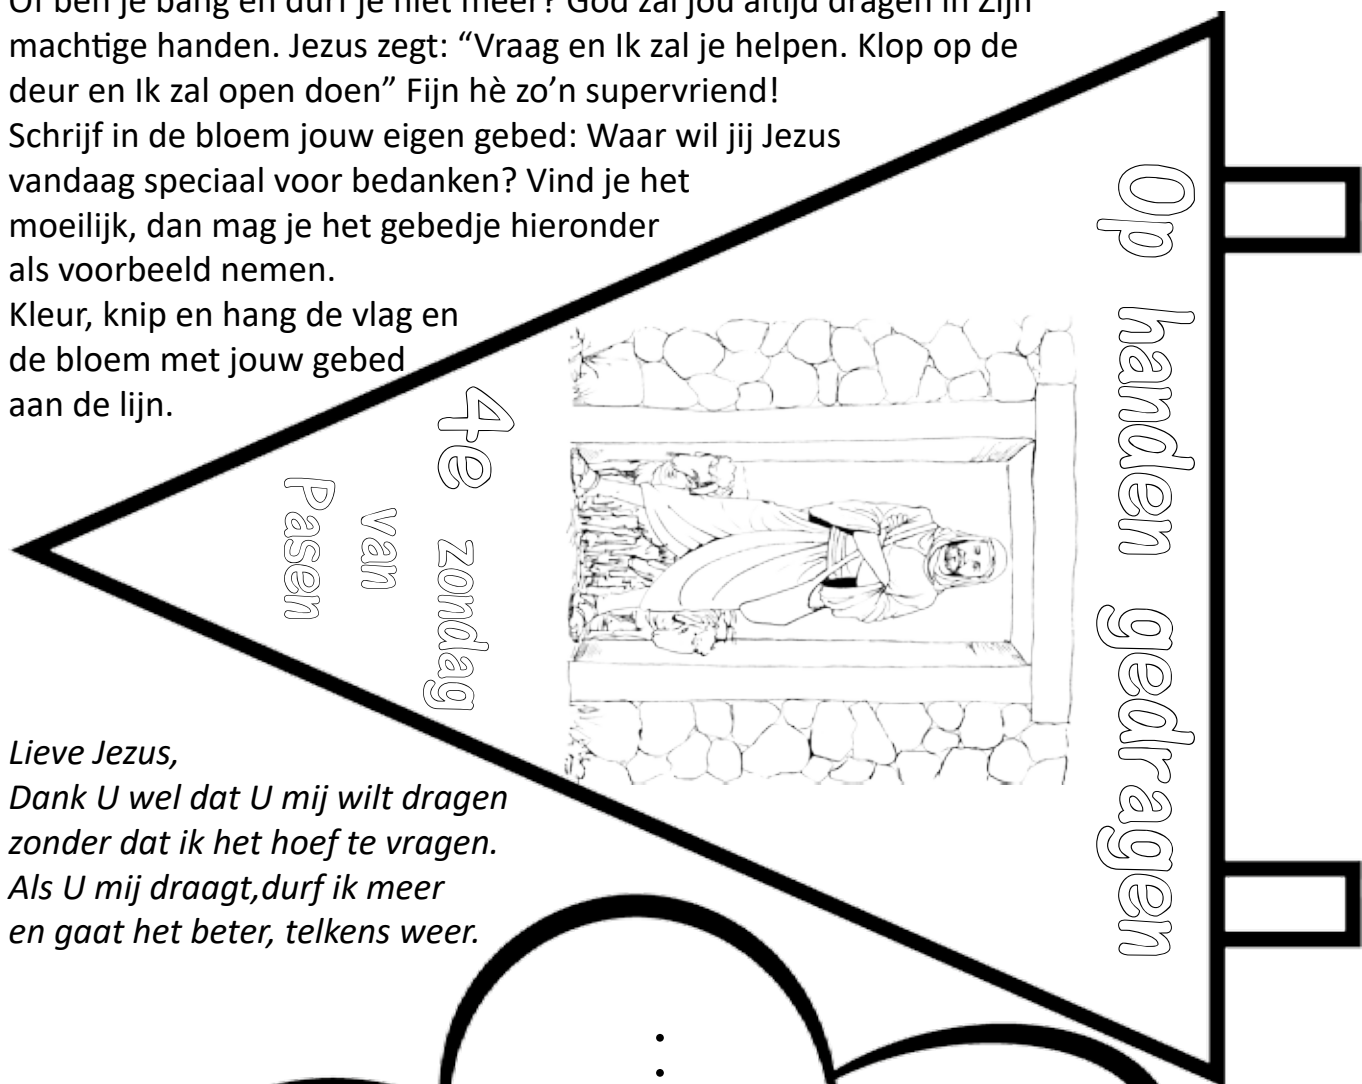 Of ben je bang en durf je niet meer? God zal jou altijd dragen in Zijn
machtige handen. Jezus zegt: “Vraag en Ik zal je helpen. Klop op de
deur en Ik zal open doen” Fijn hè zo’n supervriend!
Schrijf in de bloem jouw eigen gebed: Waar wil jij Jezus
vandaag speciaal voor bedanken? Vind je het
moeilijk, dan mag je het gebedje hieronder
als voorbeeld nemen.
Kleur, knip en hang de vlag en
de bloem met jouw gebed
aan de lijn.
Op handen gedragen
4e zondag
van
Pasen
Lieve Jezus,
Dank U wel dat U mij wilt dragen
zonder dat ik het hoef te vragen.
Als U mij draagt,durf ik meer
en gaat het beter, telkens weer.